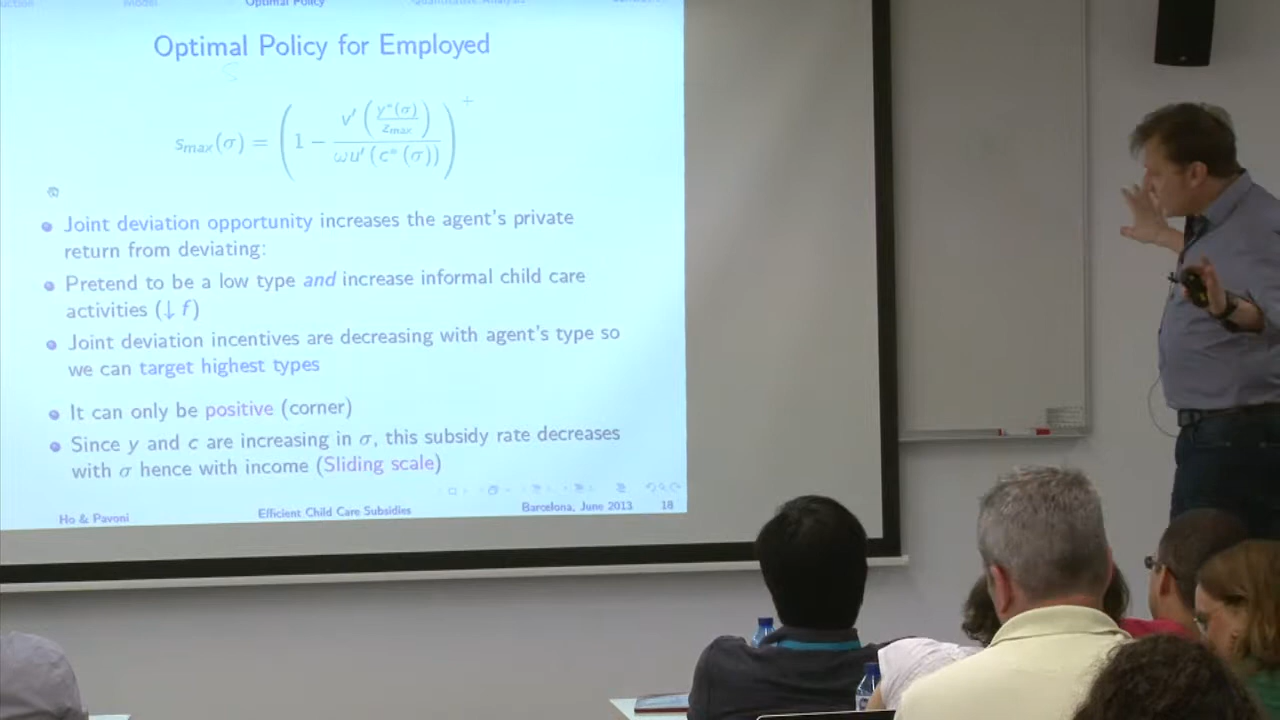 Model
Optimal Policy
Optimal Policy for Employed
s_max(σ) = (1 − v′(y*(σ)/z_max) / ωu′(c*(σ)))^+
Joint deviation opportunity increases the agent's private
return from deviating:
Pretend to be a low type and increase informal child care
activities (↓ f)
Joint deviation incentives are decreasing with agent's type so
we can target highest types
It can only be positive (corner)
Since y and c are increasing in σ, this subsidy rate decreases
with σ hence with income (Sliding scale)
Ho & Pavoni
Efficient Child Care Subsidies
Barcelona, June 2013
18